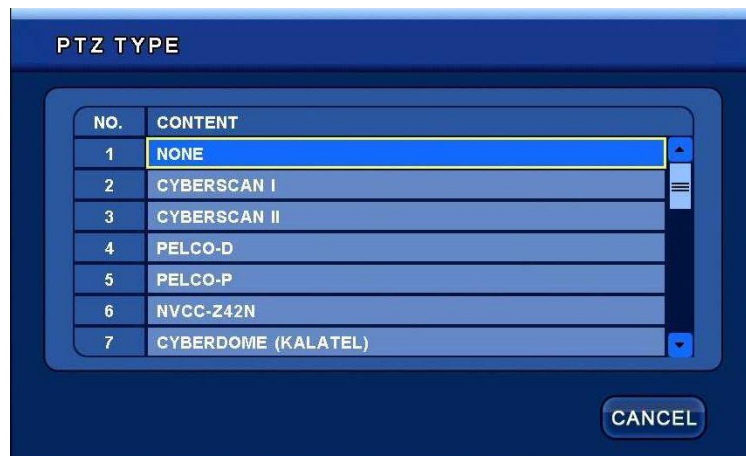 PTZ TYPE
NO. CONTENT
1 NONE
2 CYBERSCAN I
3 CYBERSCAN II
4 PELCO-D
5 PELCO-P
6 NVCC-Z42N
7 CYBERDOME (KALATEL)
CANCEL